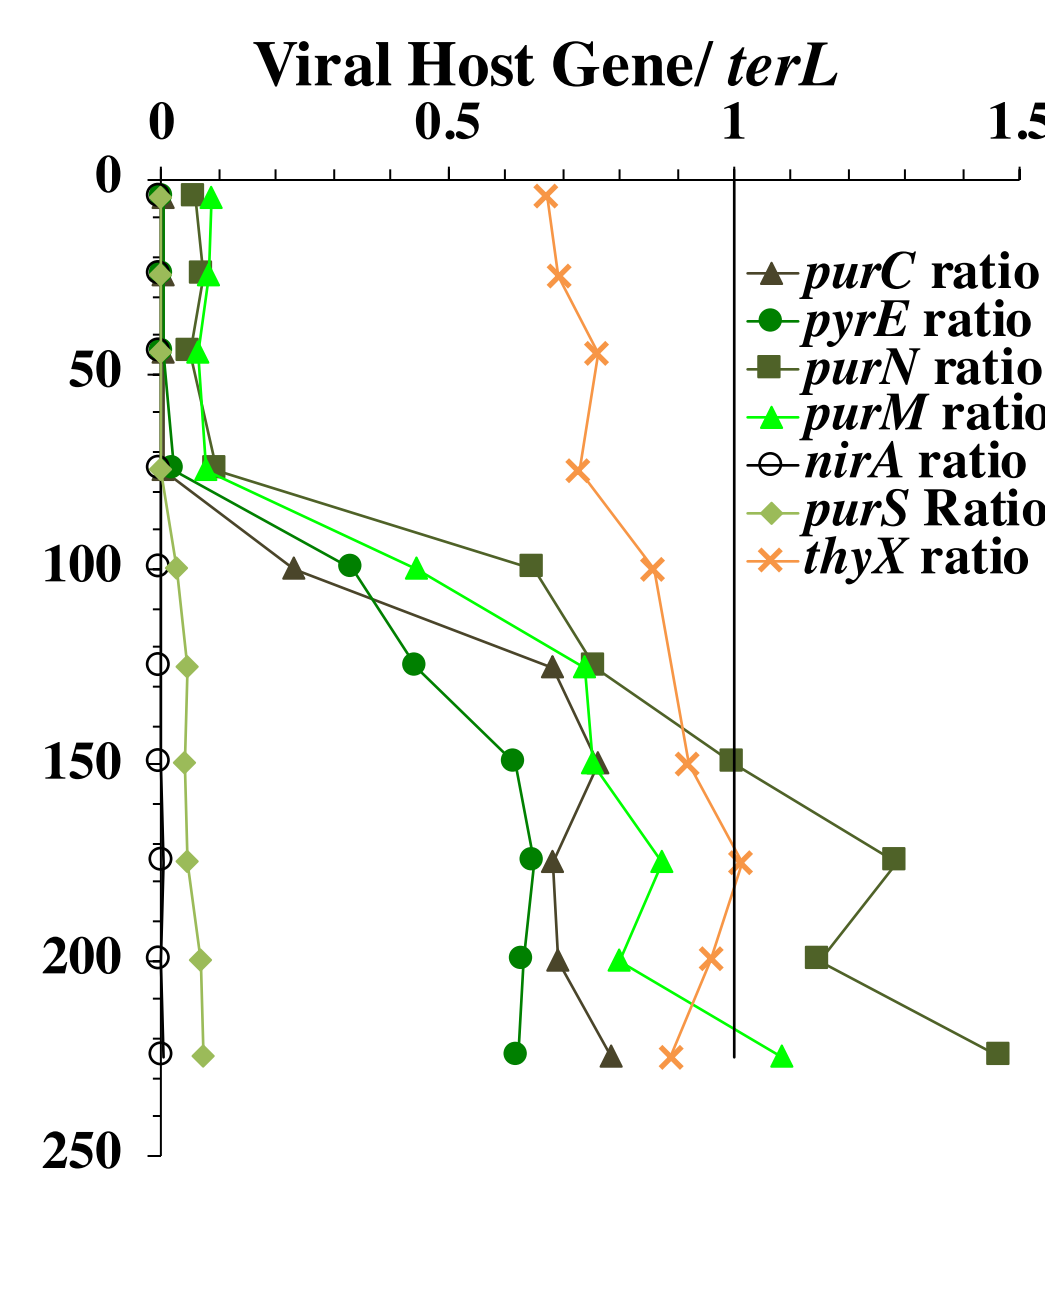 Viral Host Gene/ terL
0 0.5 1 1.5
0
50
100
150
200
250
purC ratio
pyrE ratio
purN ratio
purM ratio
nirA ratio
purS Ratio
thyX ratio